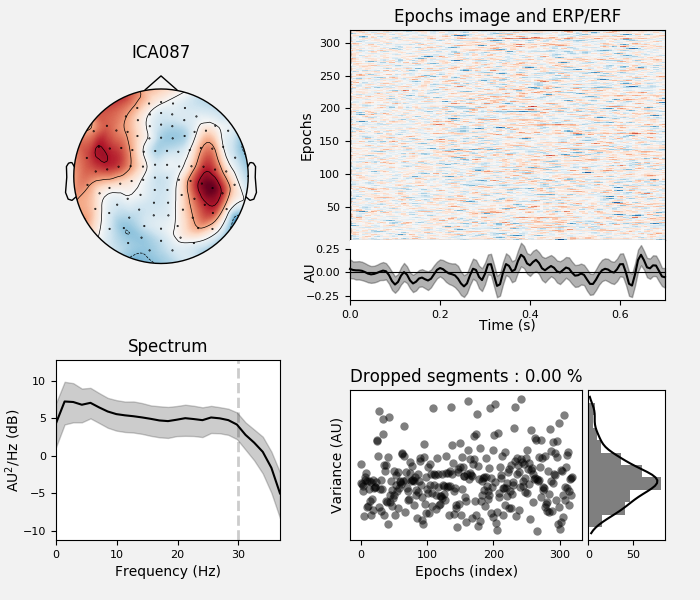 ICA087
Epochs image and ERP/ERF
Epochs
300
250
200
150
100
50
AU
0.25
0.00
−0.25
0.0 0.2 0.4 0.6
Time (s)
Spectrum
AU²/Hz (dB)
10
5
0
−5
−10
0 10 20 30
Frequency (Hz)
Dropped segments : 0.00 %
Variance (AU)
0 100 200 300
Epochs (index)
0 50